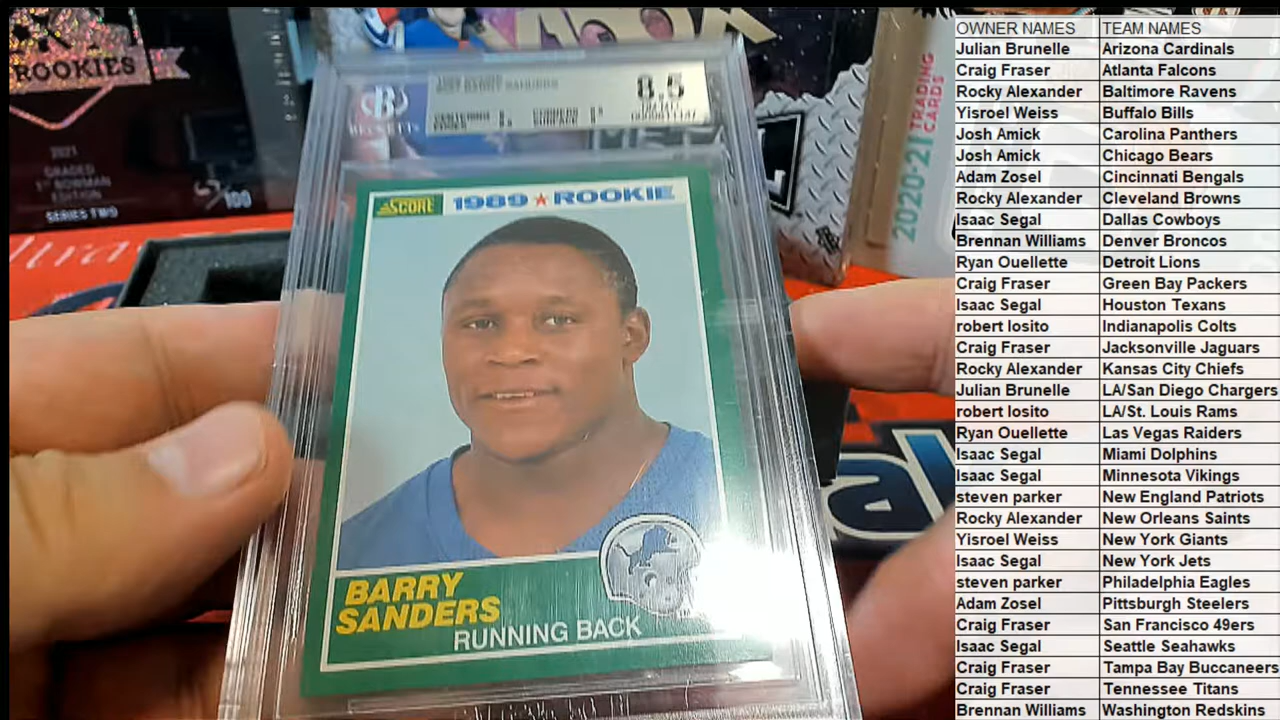 ROOKIES
2021
GRADED
1ST BOWMAN
EDITION
SERIES TWO
/100
2020-21 TRADING
CARDS
8.5
BECKETT
SCORE 1989 ★ ROOKIE
BARRY
SANDERS
RUNNING BACK
OWNER NAMES TEAM NAMES
Julian Brunelle Arizona Cardinals
Craig Fraser Atlanta Falcons
Rocky Alexander Baltimore Ravens
Yisroel Weiss Buffalo Bills
Josh Amick Carolina Panthers
Josh Amick Chicago Bears
Adam Zosel Cincinnati Bengals
Rocky Alexander Cleveland Browns
Isaac Segal Dallas Cowboys
Brennan Williams Denver Broncos
Ryan Ouellette Detroit Lions
Craig Fraser Green Bay Packers
Isaac Segal Houston Texans
robert losito Indianapolis Colts
Craig Fraser Jacksonville Jaguars
Rocky Alexander Kansas City Chiefs
Julian Brunelle LA/San Diego Chargers
robert losito LA/St. Louis Rams
Ryan Ouellette Las Vegas Raiders
Isaac Segal Miami Dolphins
Isaac Segal Minnesota Vikings
steven parker New England Patriots
Rocky Alexander New Orleans Saints
Yisroel Weiss New York Giants
Isaac Segal New York Jets
steven parker Philadelphia Eagles
Adam Zosel Pittsburgh Steelers
Craig Fraser San Francisco 49ers
Isaac Segal Seattle Seahawks
Craig Fraser Tampa Bay Buccaneers
Craig Fraser Tennessee Titans
Brennan Williams Washington Redskins